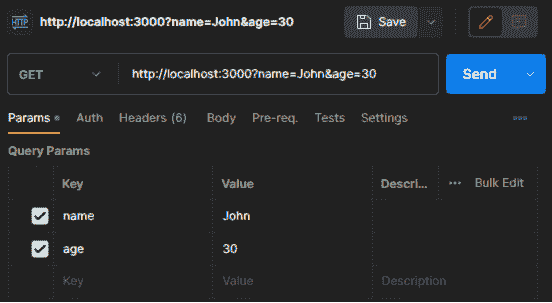 HTTP http://localhost:3000?name=John&age=30 Save
GET http://localhost:3000?name=John&age=30 Send
Params Auth Headers (6) Body Pre-req. Tests Settings
Query Params
Key Value Descri... Bulk Edit
name John
age 30
Key Value Description